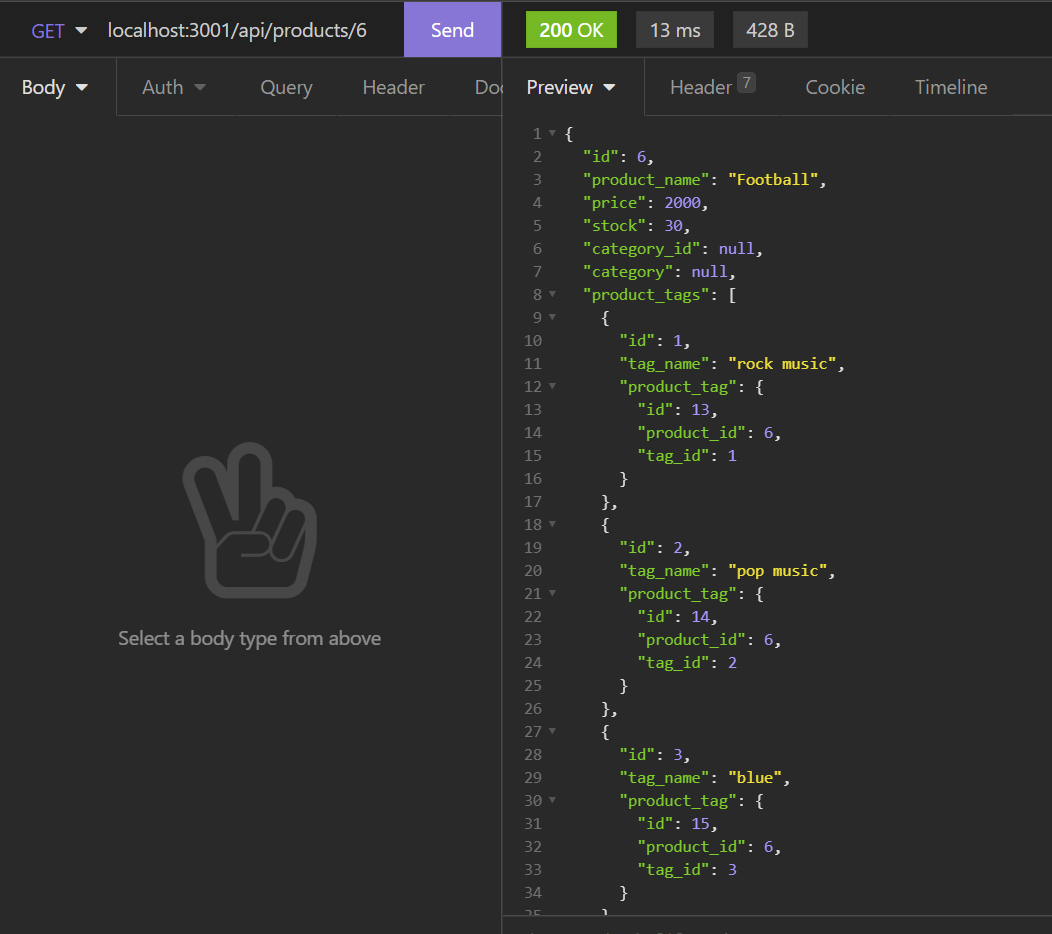 GET localhost:3001/api/products/6 Send 200 OK 13 ms 428 B
Body Auth Query Header Doc Preview Header 7 Cookie Timeline
1 {
2 "id": 6,
3 "product_name": "Football",
4 "price": 2000,
5 "stock": 30,
6 "category_id": null,
7 "category": null,
8 "product_tags": [
9 {
10 "id": 1,
11 "tag_name": "rock music",
12 "product_tag": {
13 "id": 13,
14 "product_id": 6,
15 "tag_id": 1
16 }
17 },
18 {
19 "id": 2,
20 "tag_name": "pop music",
21 "product_tag": {
22 "id": 14,
23 "product_id": 6,
24 "tag_id": 2
25 }
26 },
27 {
28 "id": 3,
29 "tag_name": "blue",
30 "product_tag": {
31 "id": 15,
32 "product_id": 6,
33 "tag_id": 3
34 }
35 }
Select a body type from above